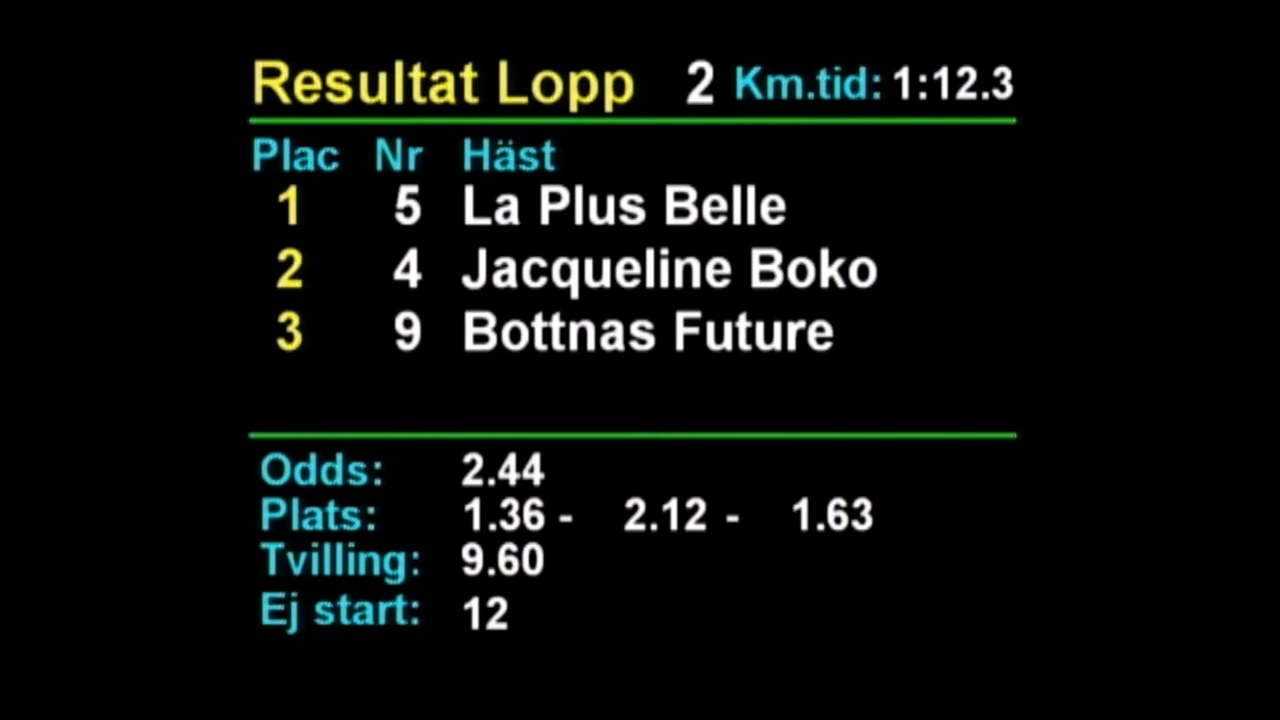 Resultat Lopp 2 Km.tid: 1:12.3
Plac Nr Häst
1 5 La Plus Belle
2 4 Jacqueline Boko
3 9 Bottnas Future
Odds: 2.44
Plats: 1.36 - 2.12 - 1.63
Tvilling: 9.60
Ej start: 12